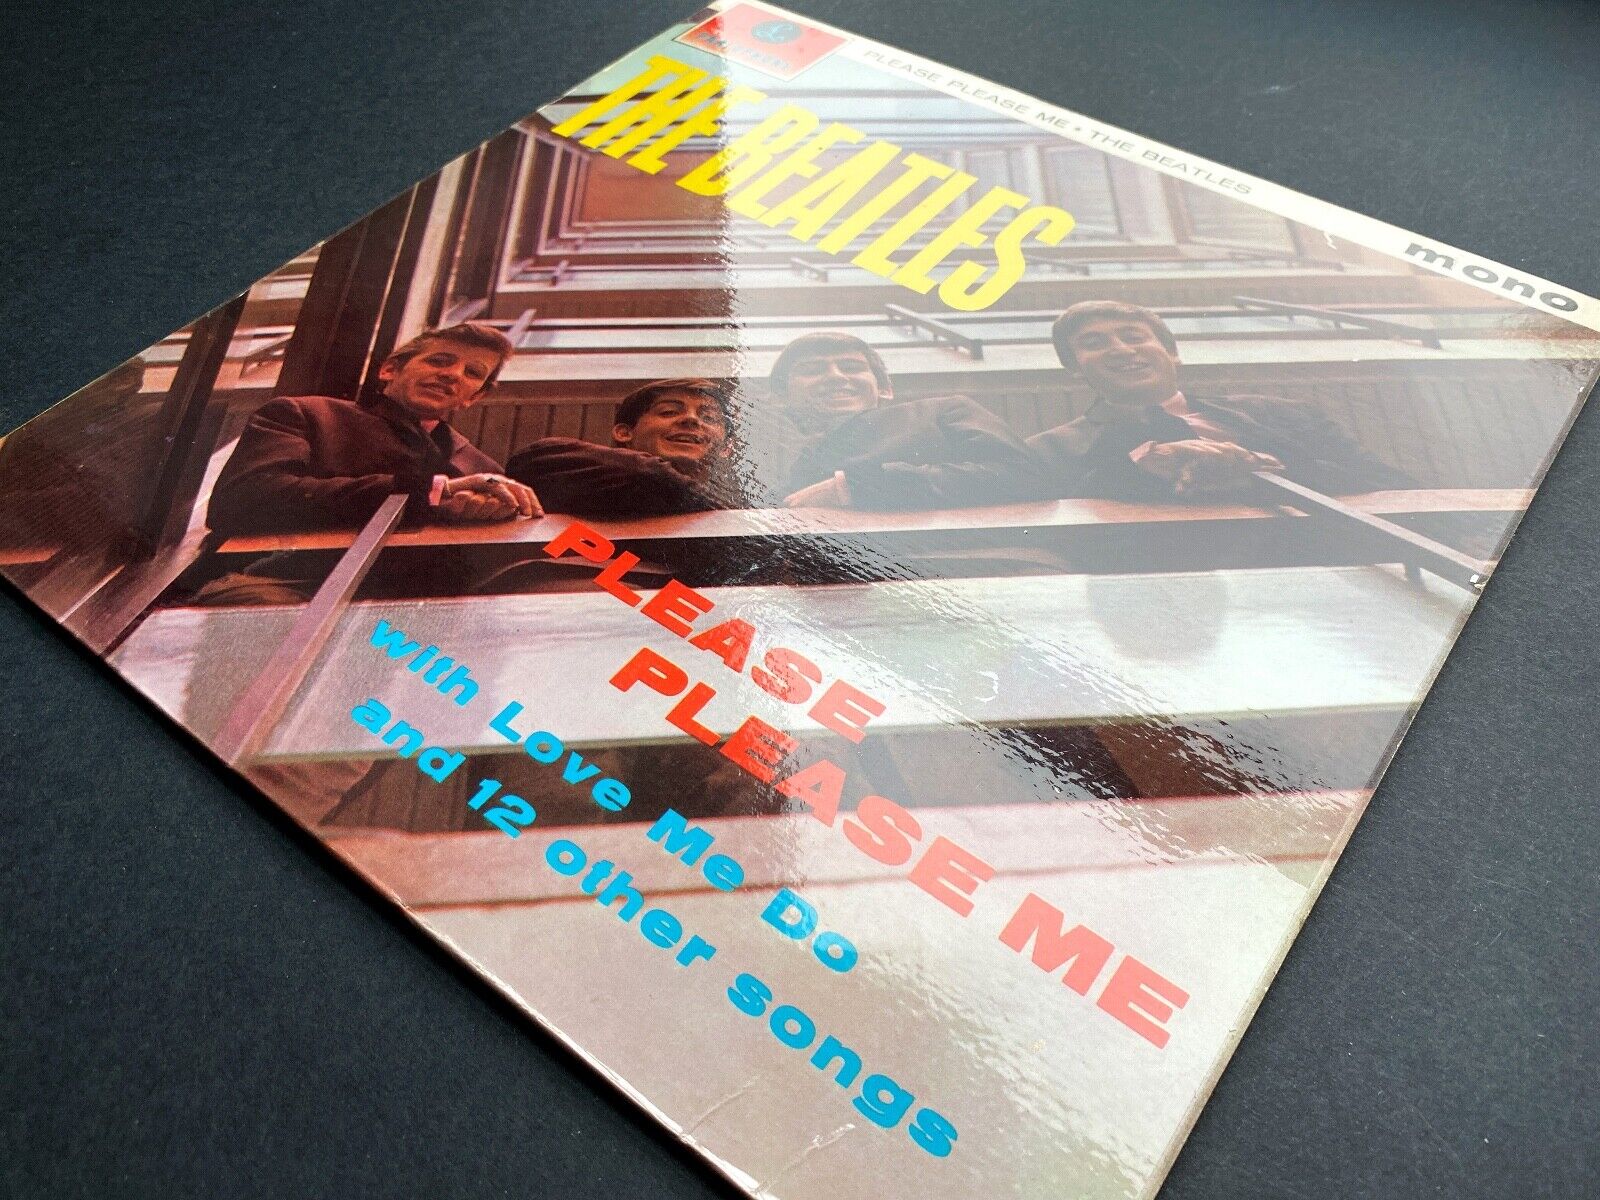 PARLOPHONE
PLEASE PLEASE ME • THE BEATLES
mono
THE BEATLES
PLEASE
PLEASE ME
with Love Me Do
and 12 other songs